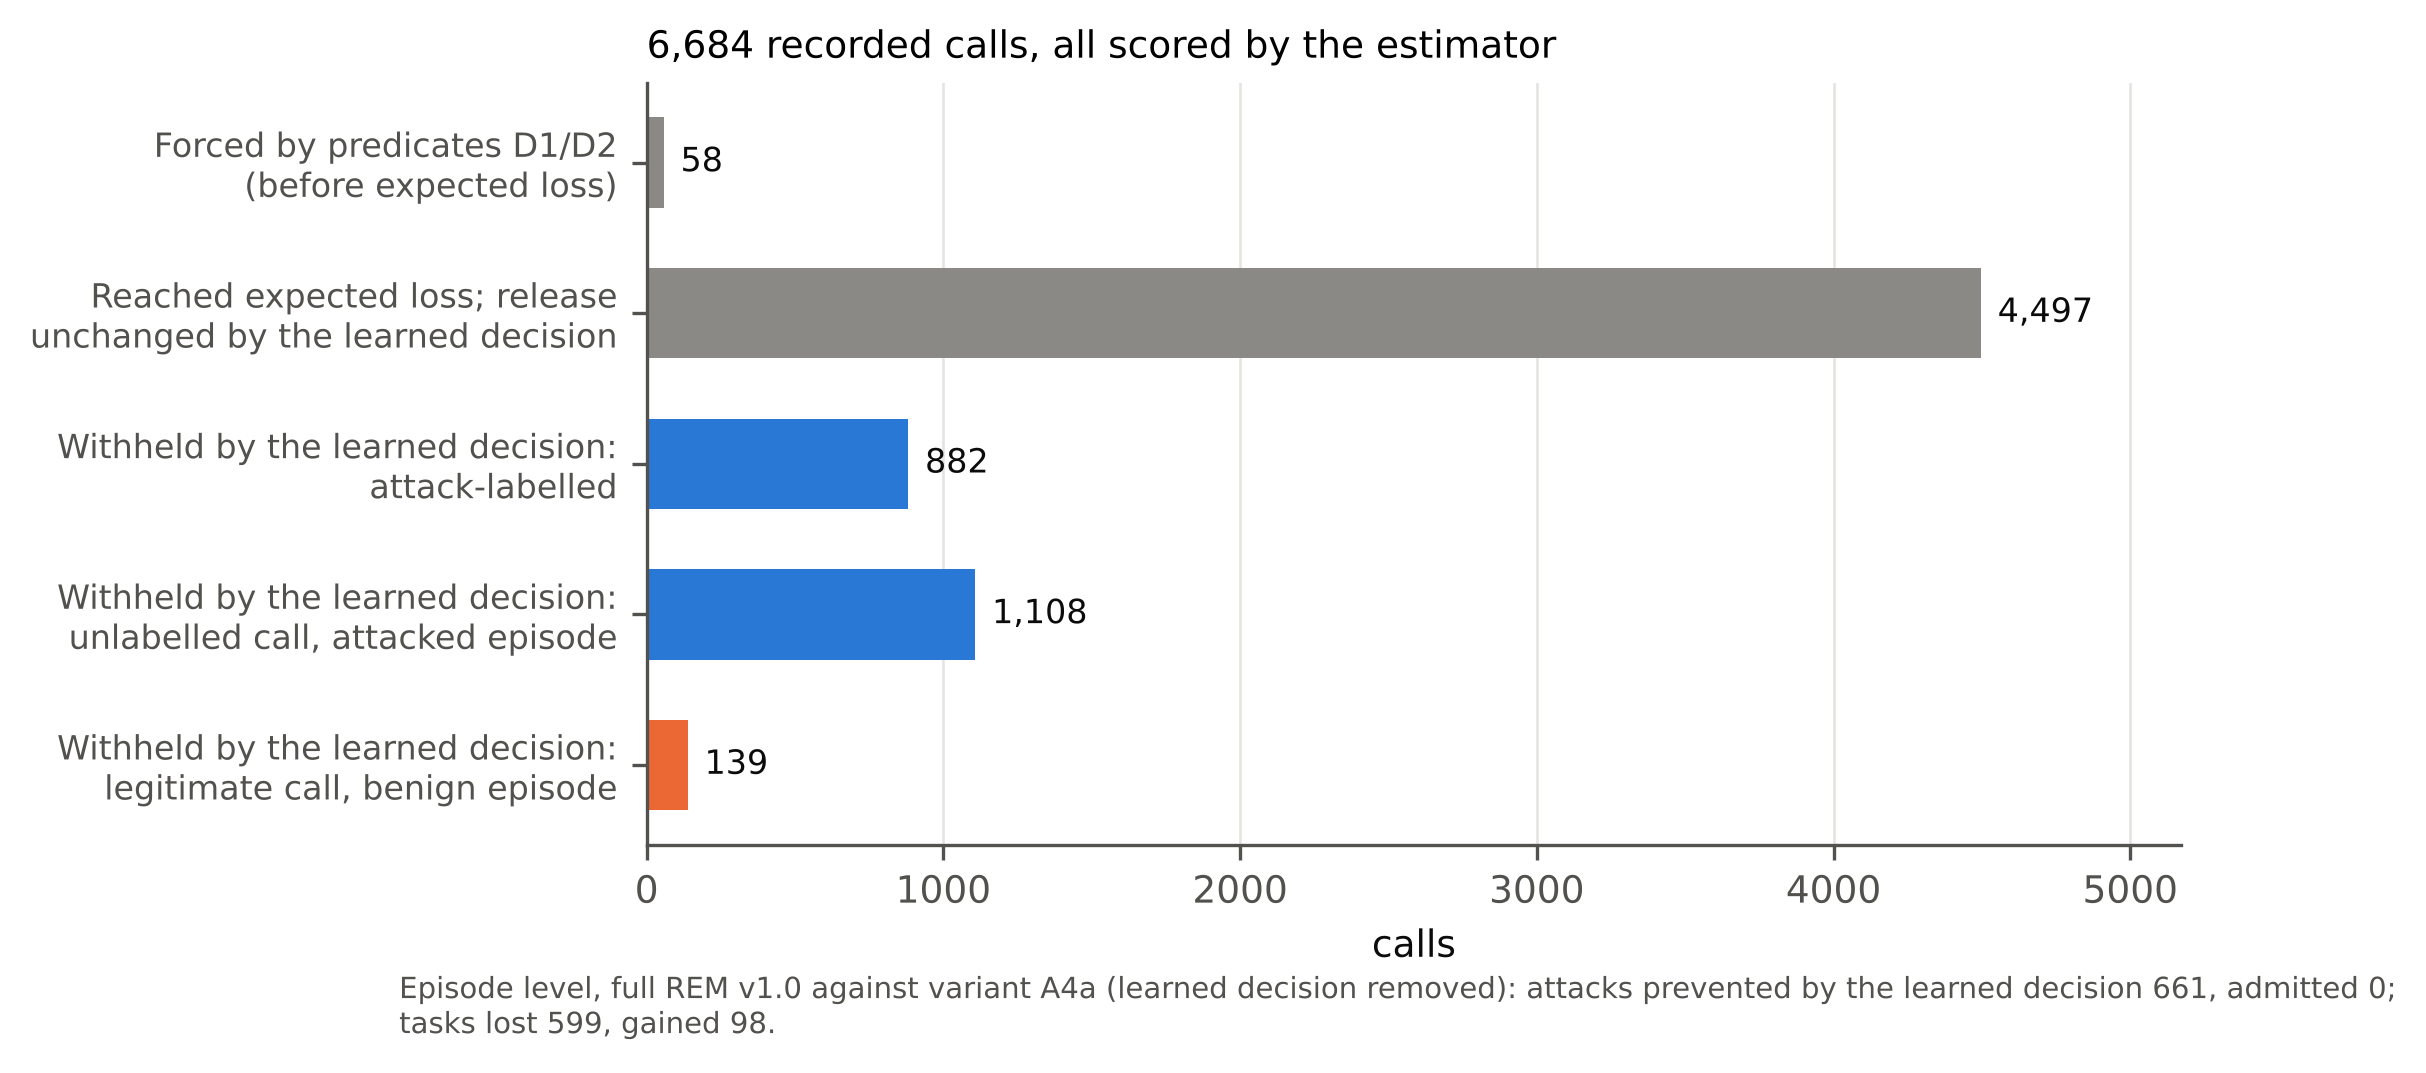 6,684 recorded calls, all scored by the estimator
Forced by predicates D1/D2
(before expected loss)
58
Reached expected loss; release
unchanged by the learned decision
4,497
Withheld by the learned decision:
attack-labelled
882
Withheld by the learned decision:
unlabelled call, attacked episode
1,108
Withheld by the learned decision:
legitimate call, benign episode
139
0 1000 2000 3000 4000 5000
calls
Episode level, full REM v1.0 against variant A4a (learned decision removed): attacks prevented by the learned decision 661, admitted 0;
tasks lost 599, gained 98.